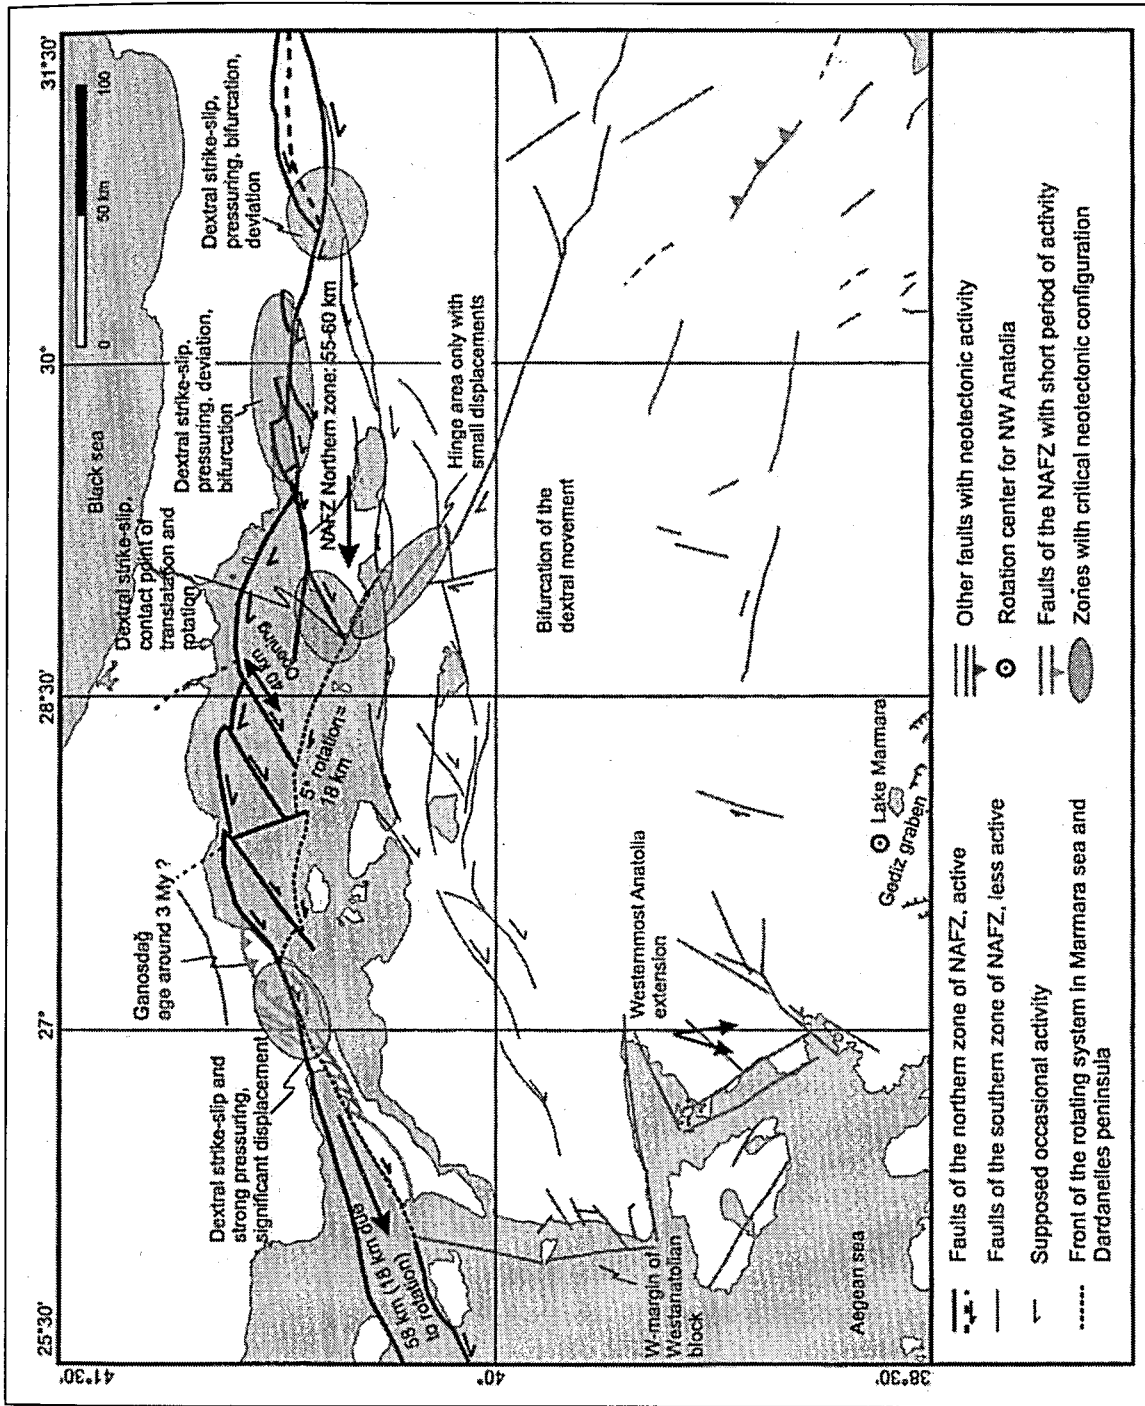 25°30'
27°
28°30'
30°
31°30'
41°30'
40°
38°30'
Black sea
0
50 km
100
Ganosdağ
age around 3 My ?
Dextral strike-slip,
contact point of
translatation and
rotation
Dextral strike-slip,
pressuring, deviation,
bifurcation
Dextral strike-slip,
pressuring, bifurcation,
deviation
Dextral strike-slip and
strong pressuring,
significant displacement
Opening
40 km
NAFZ Northern zone: 55-60 km
5° rotation =
18 km
58 km (18 km due
to rotation)
Hinge area only with
small displacements
Bifurcation of the
dextral movement
Westernmost Anatolia
extension
W-margin of
Westanatolian
block
Aegean sea
Lake Marmara
Gediz graben
Faults of the northern zone of NAFZ, active
Faults of the southern zone of NAFZ, less active
Supposed occasional activity
Front of the rotating system in Marmara sea and
Dardanelles peninsula
Other faults with neotectonic activity
Rotation center for NW Anatolia
Faults of the NAFZ with short period of activity
Zones with critical neotectonic configuration